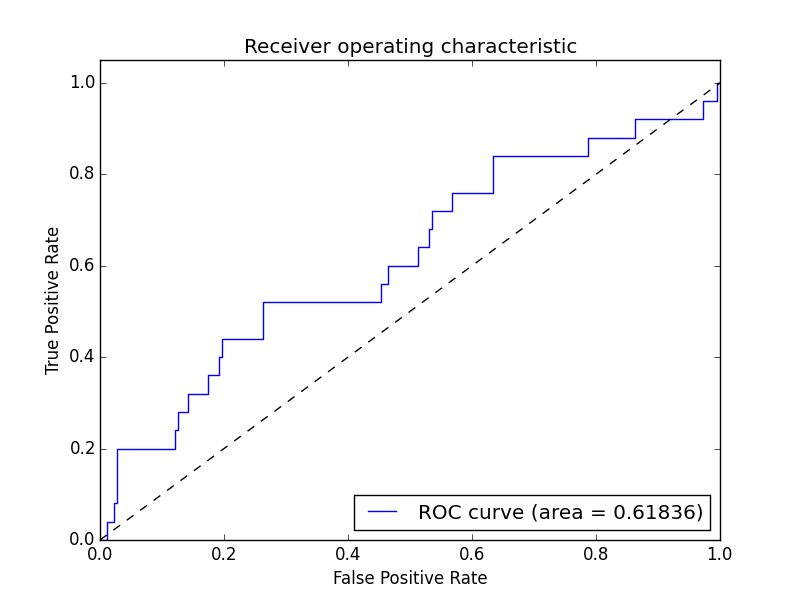 Receiver operating characteristic
1.0
0.8
0.6
0.4
0.2
0.0
True Positive Rate
ROC curve (area = 0.61836)
0.0 0.2 0.4 0.6 0.8 1.0
False Positive Rate